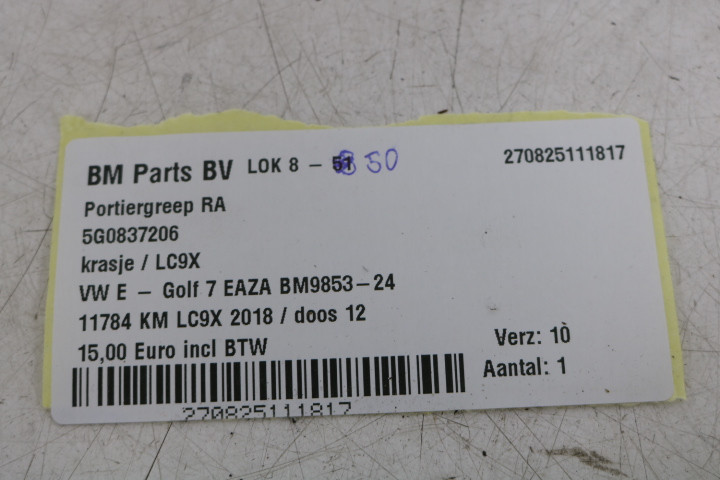 BM Parts BV LOK 8 - 51 850 270825111817
Portiergreep RA
5G0837206
krasje / LC9X
VW E - Golf 7 EAZA BM9853-24
11784 KM LC9X 2018 / doos 12
15,00 Euro incl BTW
Verz: 10
Aantal: 1
270825111817